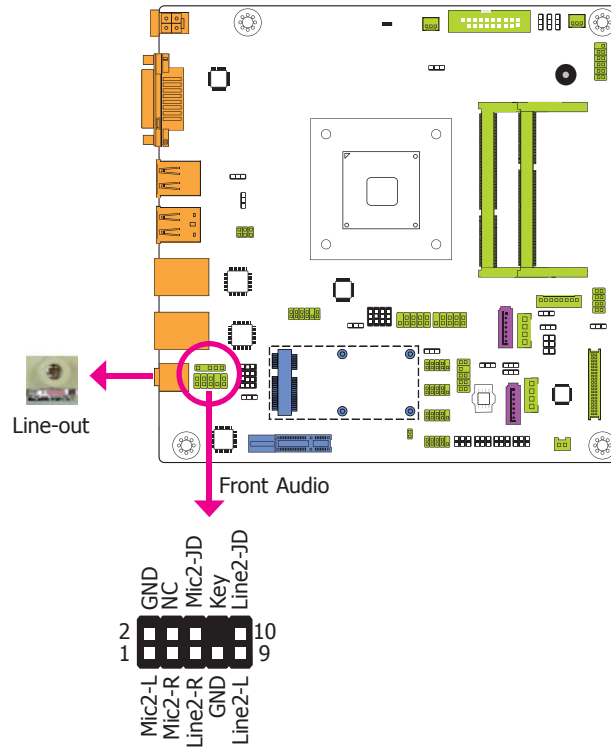 Line-out
Front Audio
GND
NC
Mic2-JD
Key
Line2-JD
2
10
1
9
Mic2-L
Mic2-R
Line2-R
GND
Line2-L